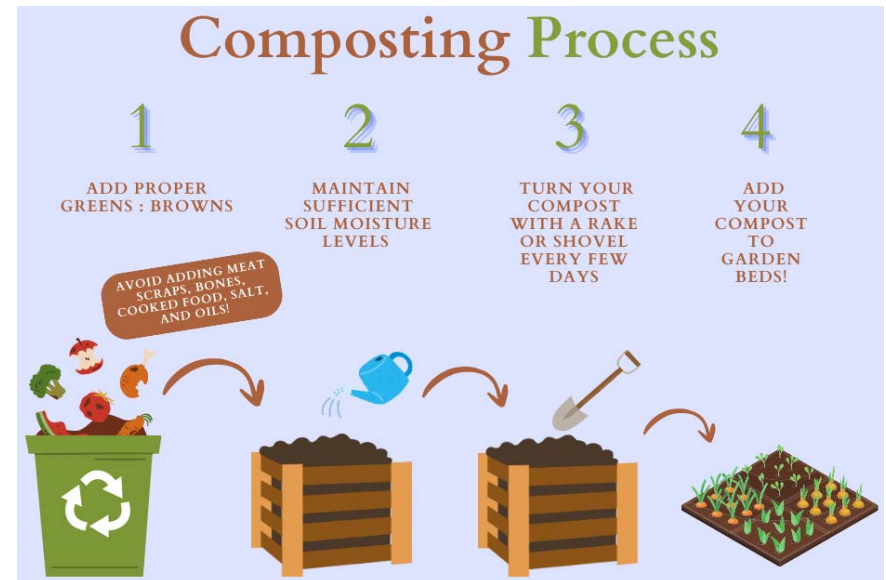 Composting Process
1
ADD PROPER
GREENS : BROWNS
AVOID ADDING MEAT
SCRAPS, BONES,
COOKED FOOD, SALT,
AND OILS!
2
MAINTAIN
SUFFICIENT
SOIL MOISTURE
LEVELS
3
TURN YOUR
COMPOST
WITH A RAKE
OR SHOVEL
EVERY FEW
DAYS
4
ADD
YOUR
COMPOST
TO
GARDEN
BEDS!